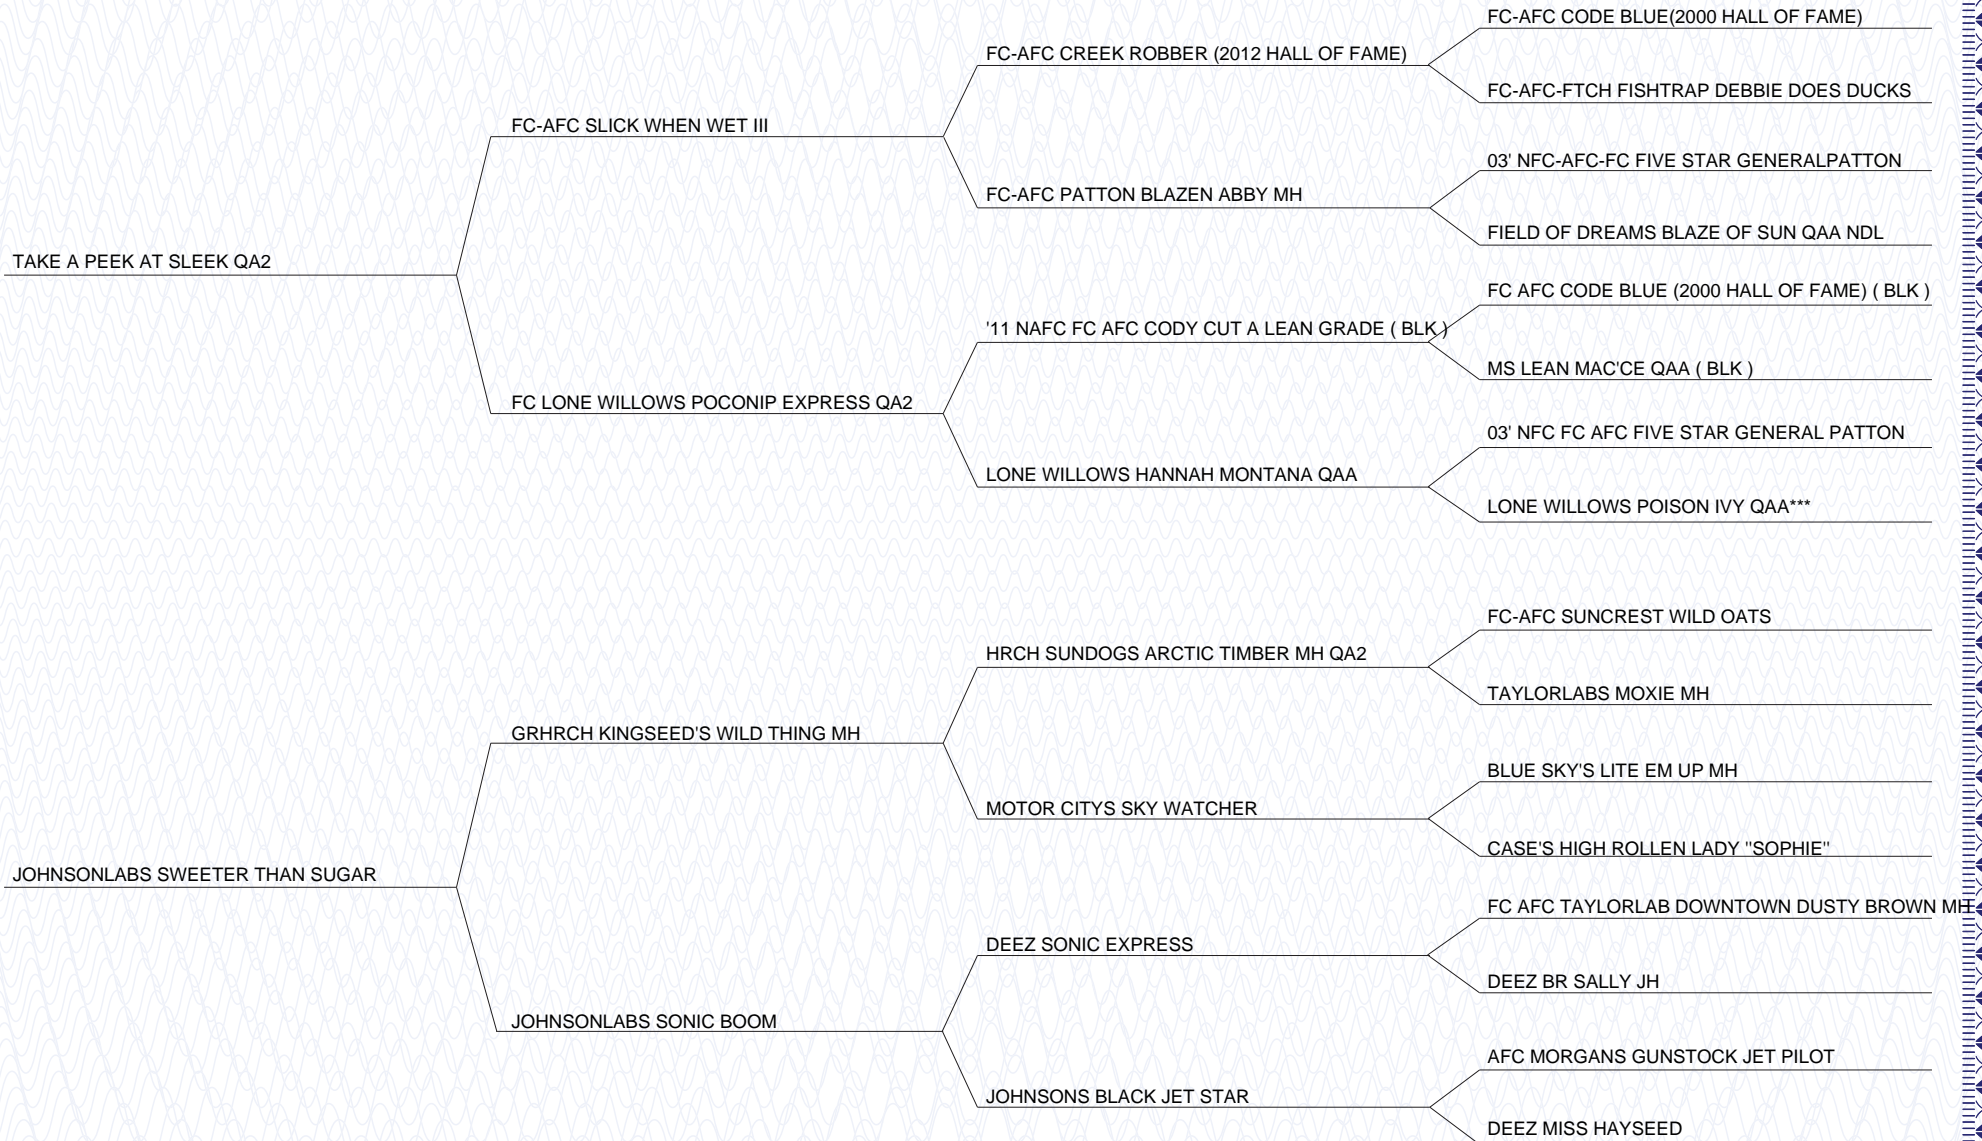 FC-AFC CODE BLUE(2000 HALL OF FAME)
FC-AFC CREEK ROBBER (2012 HALL OF FAME)
FC-AFC-FTCH FISHTRAP DEBBIE DOES DUCKS
FC-AFC SLICK WHEN WET III
03' NFC-AFC-FC FIVE STAR GENERALPATTON
FC-AFC PATTON BLAZEN ABBY MH
FIELD OF DREAMS BLAZE OF SUN QAA NDL
TAKE A PEEK AT SLEEK QA2
FC AFC CODE BLUE (2000 HALL OF FAME) ( BLK )
'11 NAFC FC AFC CODY CUT A LEAN GRADE ( BLK )
MS LEAN MAC'CE QAA ( BLK )
FC LONE WILLOWS POCONIP EXPRESS QA2
03' NFC FC AFC FIVE STAR GENERAL PATTON
LONE WILLOWS HANNAH MONTANA QAA
LONE WILLOWS POISON IVY QAA***
FC-AFC SUNCREST WILD OATS
HRCH SUNDOGS ARCTIC TIMBER MH QA2
TAYLORLABS MOXIE MH
GRHRCH KINGSEED'S WILD THING MH
BLUE SKY'S LITE EM UP MH
MOTOR CITYS SKY WATCHER
CASE'S HIGH ROLLEN LADY "SOPHIE"
JOHNSONLABS SWEETER THAN SUGAR
FC AFC TAYLORLAB DOWNTOWN DUSTY BROWN MH
DEEZ SONIC EXPRESS
DEEZ BR SALLY JH
JOHNSONLABS SONIC BOOM
AFC MORGANS GUNSTOCK JET PILOT
JOHNSONS BLACK JET STAR
DEEZ MISS HAYSEED